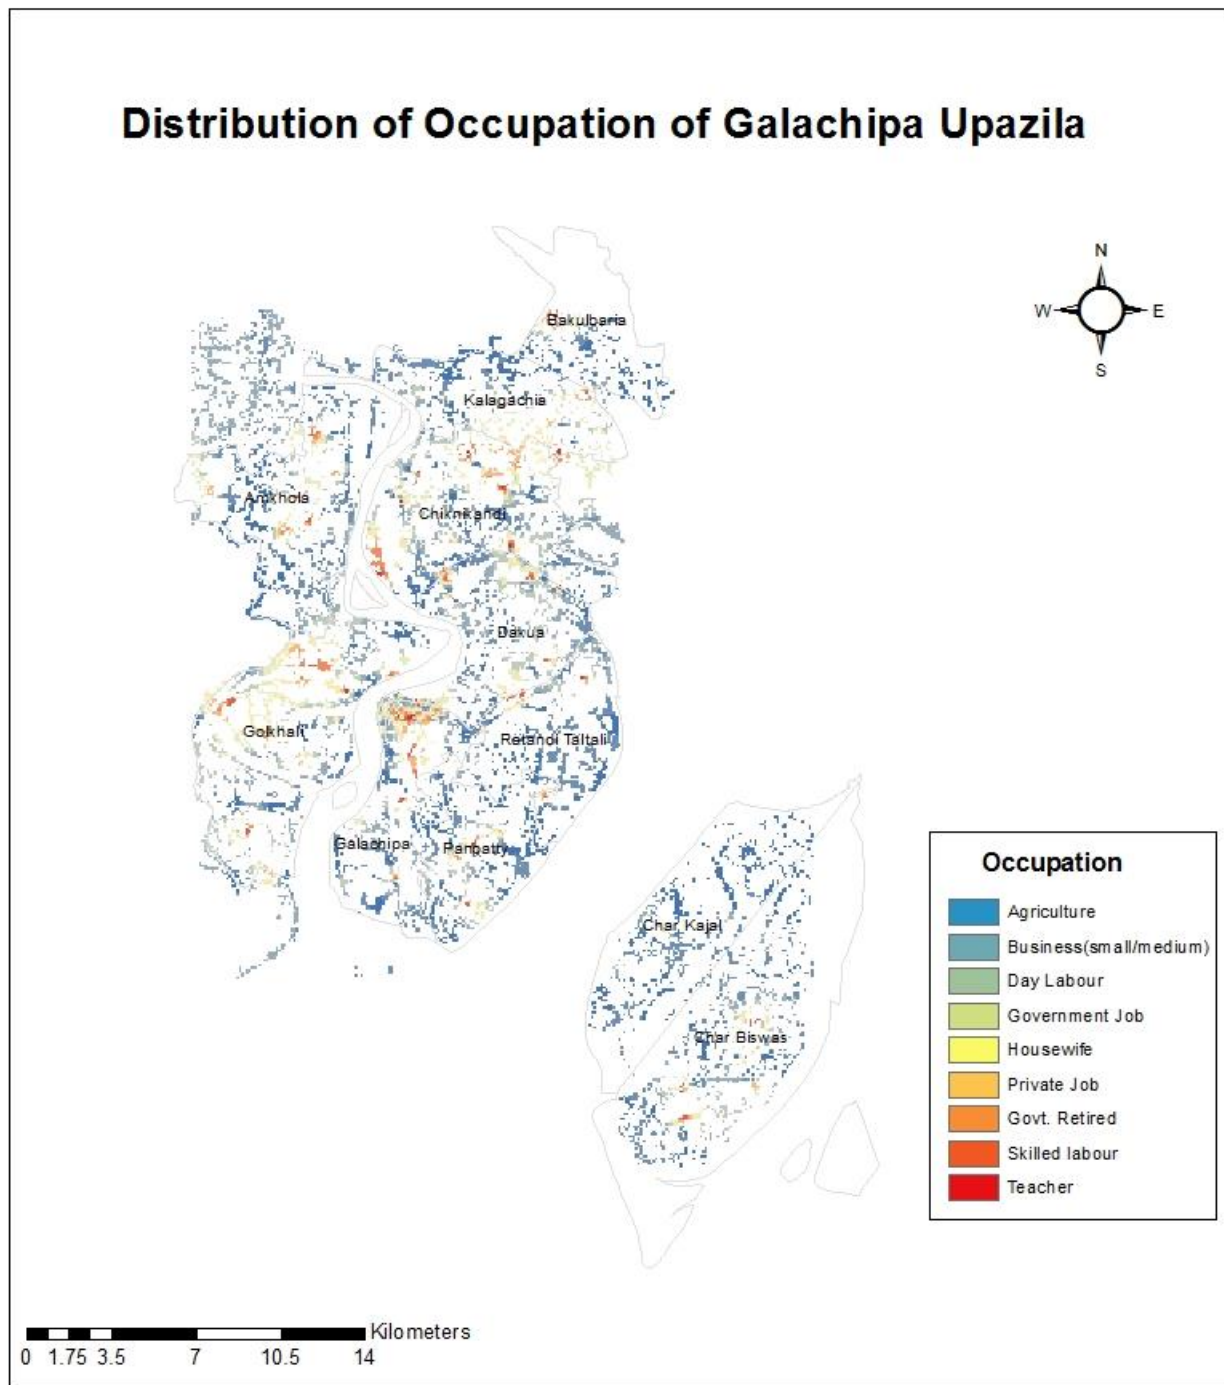 Distribution of Occupation of Galachipa Upazila
N
W
E
S
Bakulbaria
Kalagachia
Amkhola
Chiknikandi
Dakua
Golkhali
Ratandi Taltali
Galachipa
Panpatty
Char Kajal
Char Biswas
Occupation
Agriculture
Business(small/medium)
Day Labour
Government Job
Housewife
Private Job
Govt. Retired
Skilled labour
Teacher
Kilometers
0 1.75 3.5 7 10.5 14